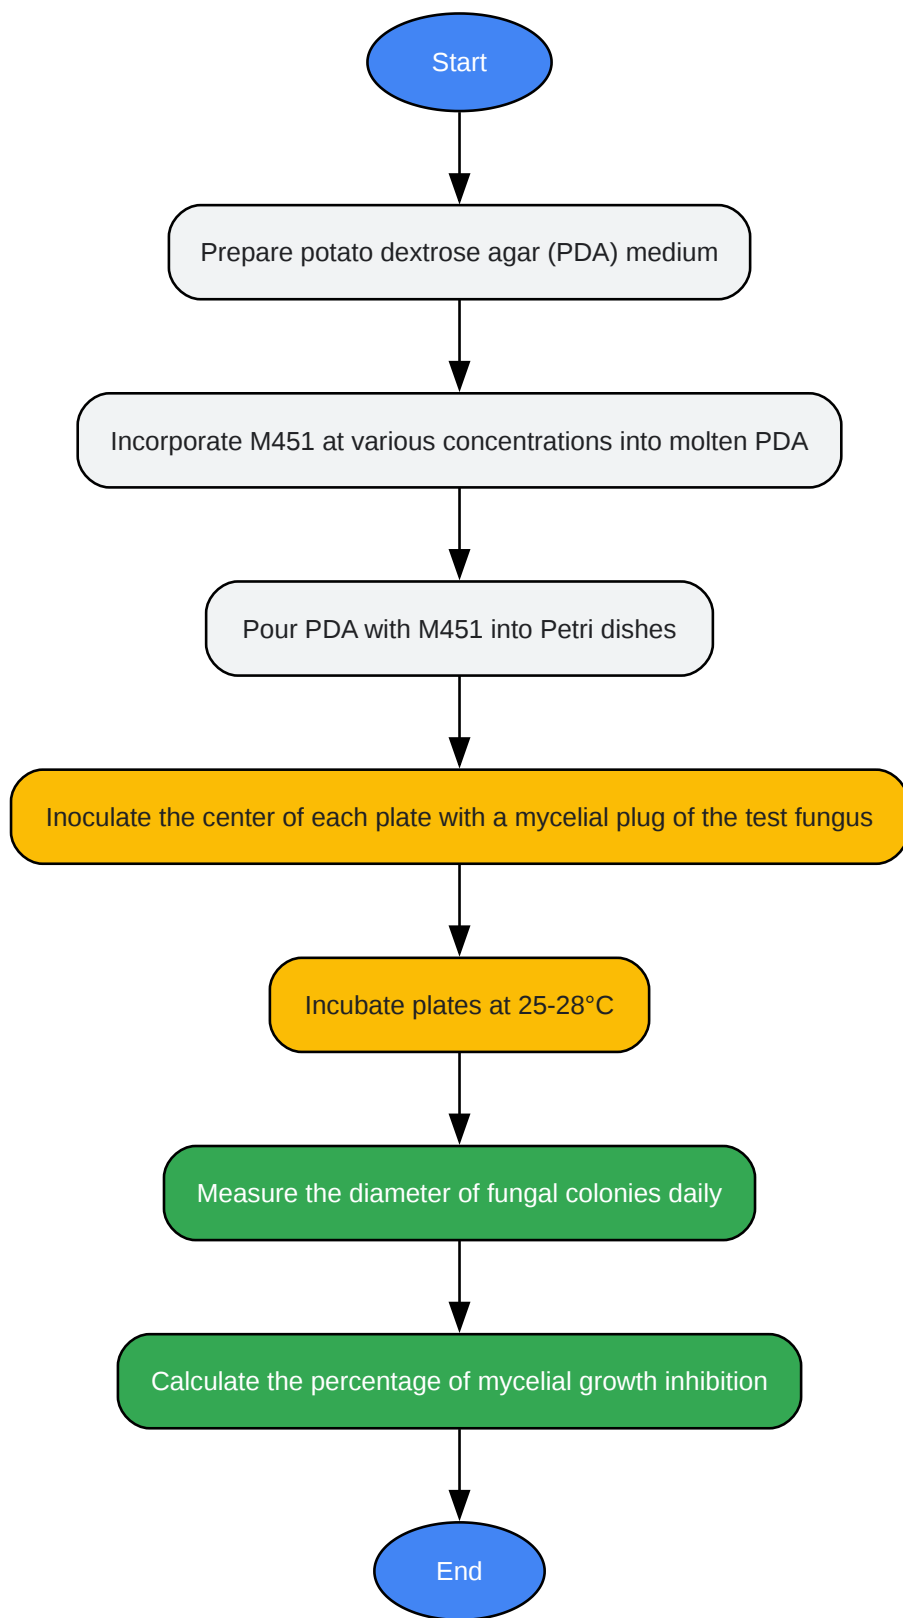 Start
Prepare potato dextrose agar (PDA) medium
Incorporate M451 at various concentrations into molten PDA
Pour PDA with M451 into Petri dishes
Inoculate the center of each plate with a mycelial plug of the test fungus
Incubate plates at 25-28°C
Measure the diameter of fungal colonies daily
Calculate the percentage of mycelial growth inhibition
End